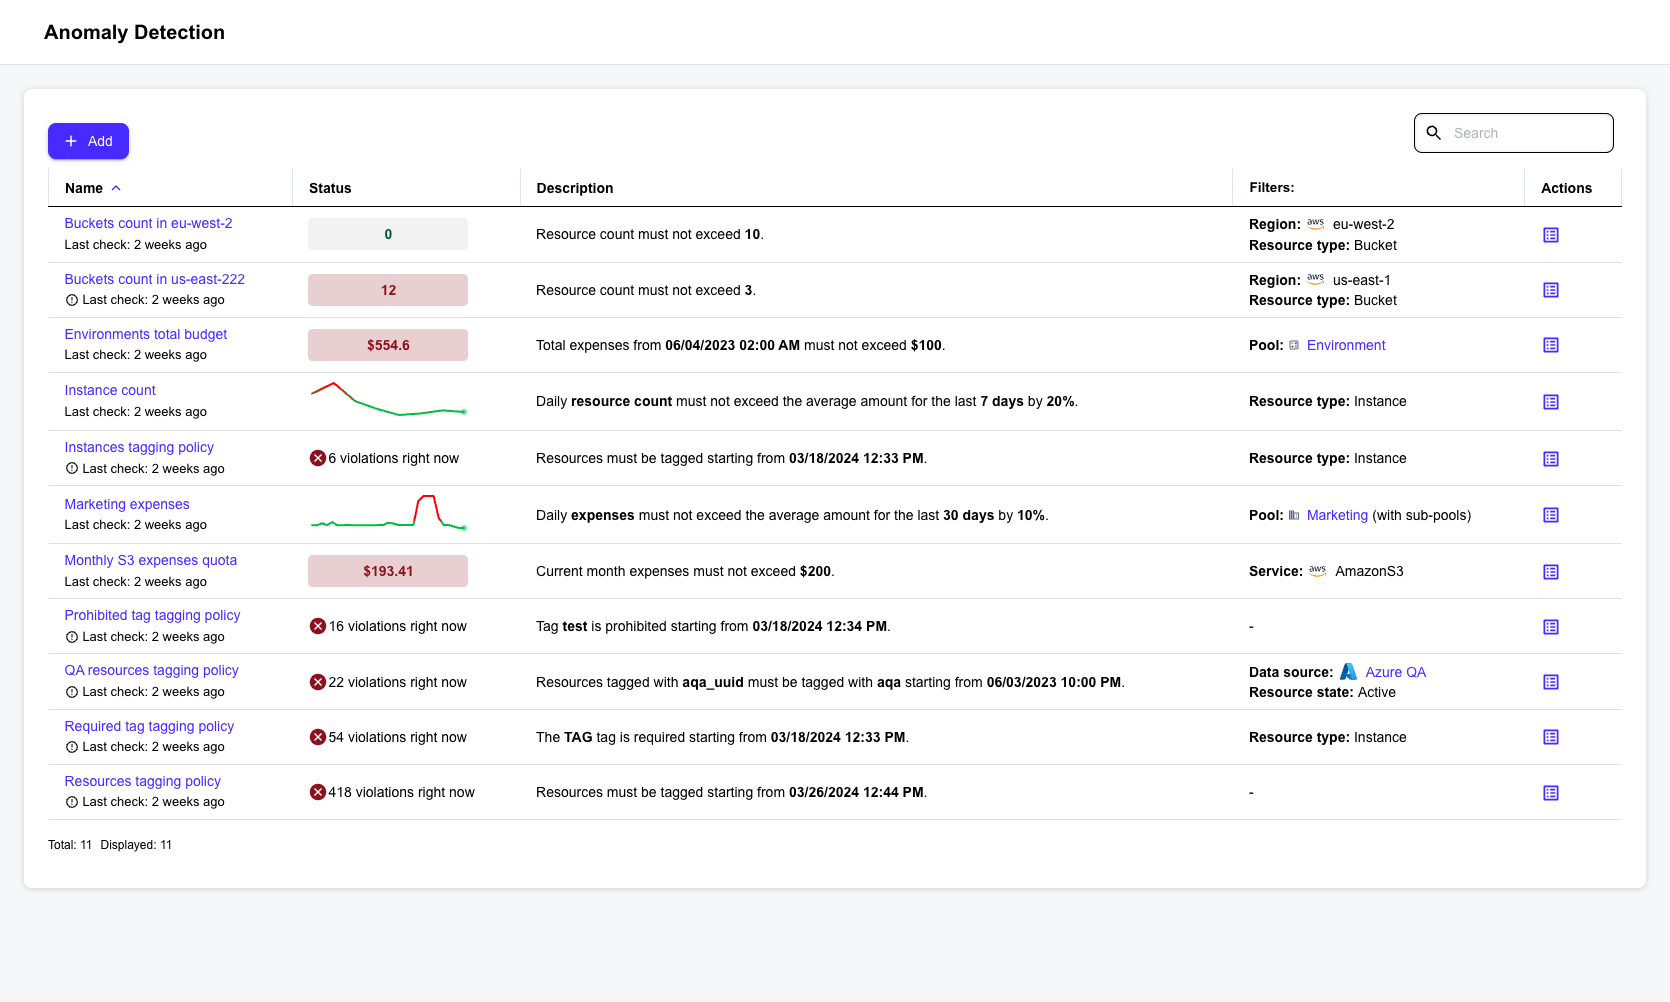 Anomaly Detection
Add
Search
Name Status Description Filters: Actions
Buckets count in eu-west-2
Last check: 2 weeks ago
0
Resource count must not exceed 10.
Region: aws eu-west-2
Resource type: Bucket
Buckets count in us-east-222
Last check: 2 weeks ago
12
Resource count must not exceed 3.
Region: aws us-east-1
Resource type: Bucket
Environments total budget
Last check: 2 weeks ago
$554.6
Total expenses from 06/04/2023 02:00 AM must not exceed $100.
Pool: Environment
Instance count
Last check: 2 weeks ago
Daily resource count must not exceed the average amount for the last 7 days by 20%.
Resource type: Instance
Instances tagging policy
Last check: 2 weeks ago
6 violations right now
Resources must be tagged starting from 03/18/2024 12:33 PM.
Resource type: Instance
Marketing expenses
Last check: 2 weeks ago
Daily expenses must not exceed the average amount for the last 30 days by 10%.
Pool: Marketing (with sub-pools)
Monthly S3 expenses quota
Last check: 2 weeks ago
$193.41
Current month expenses must not exceed $200.
Service: aws AmazonS3
Prohibited tag tagging policy
Last check: 2 weeks ago
16 violations right now
Tag test is prohibited starting from 03/18/2024 12:34 PM.
-
QA resources tagging policy
Last check: 2 weeks ago
22 violations right now
Resources tagged with aqa_uuid must be tagged with aqa starting from 06/03/2023 10:00 PM.
Data source: Azure QA
Resource state: Active
Required tag tagging policy
Last check: 2 weeks ago
54 violations right now
The TAG tag is required starting from 03/18/2024 12:33 PM.
Resource type: Instance
Resources tagging policy
Last check: 2 weeks ago
418 violations right now
Resources must be tagged starting from 03/26/2024 12:44 PM.
-
Total: 11 Displayed: 11